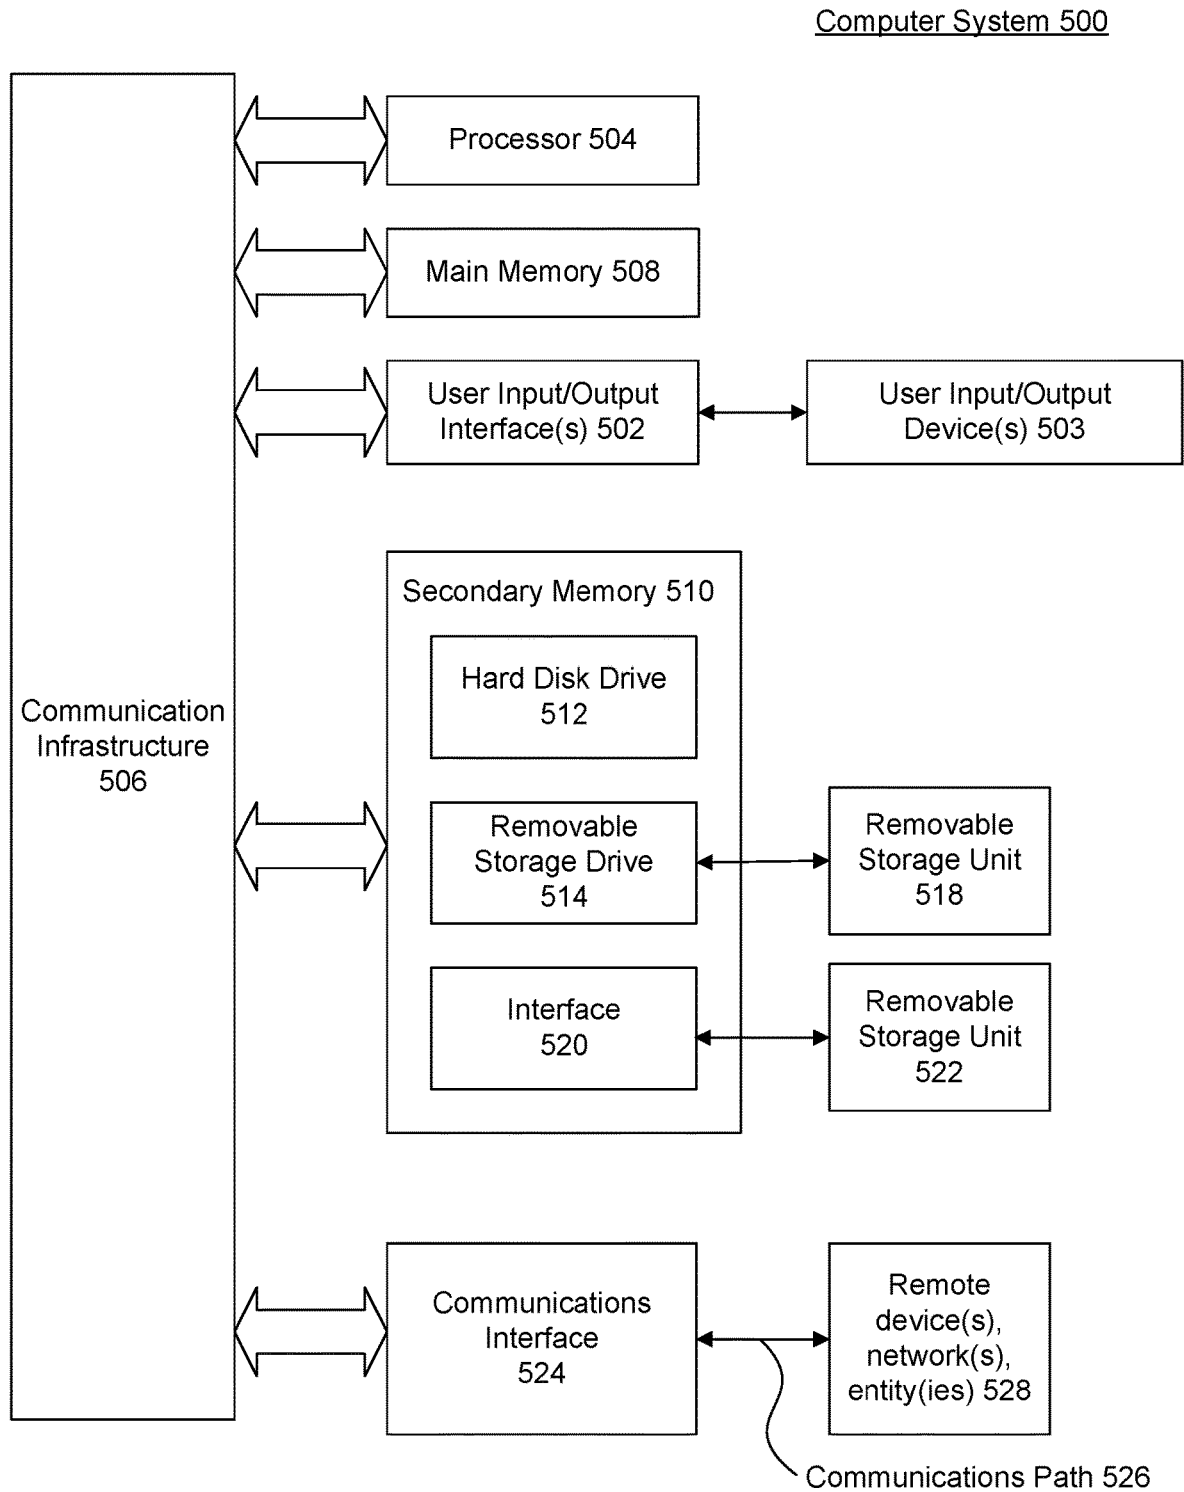 Computer System 500
Processor 504
Main Memory 508
User Input/Output
Interface(s) 502
User Input/Output
Device(s) 503
Secondary Memory 510
Hard Disk Drive
512
Communication
Infrastructure
506
Removable
Storage Drive
514
Removable
Storage Unit
518
Interface
520
Removable
Storage Unit
522
Communications
Interface
524
Remote
device(s),
network(s),
entity(ies) 528
Communications Path 526